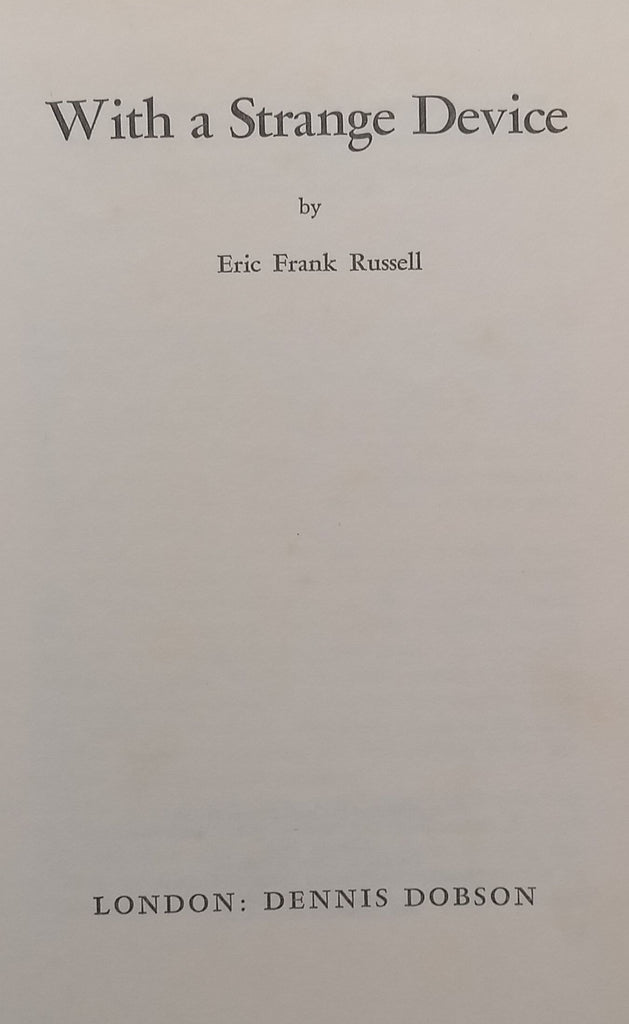 With a Strange Device
by
Eric Frank Russell
LONDON: DENNIS DOBSON